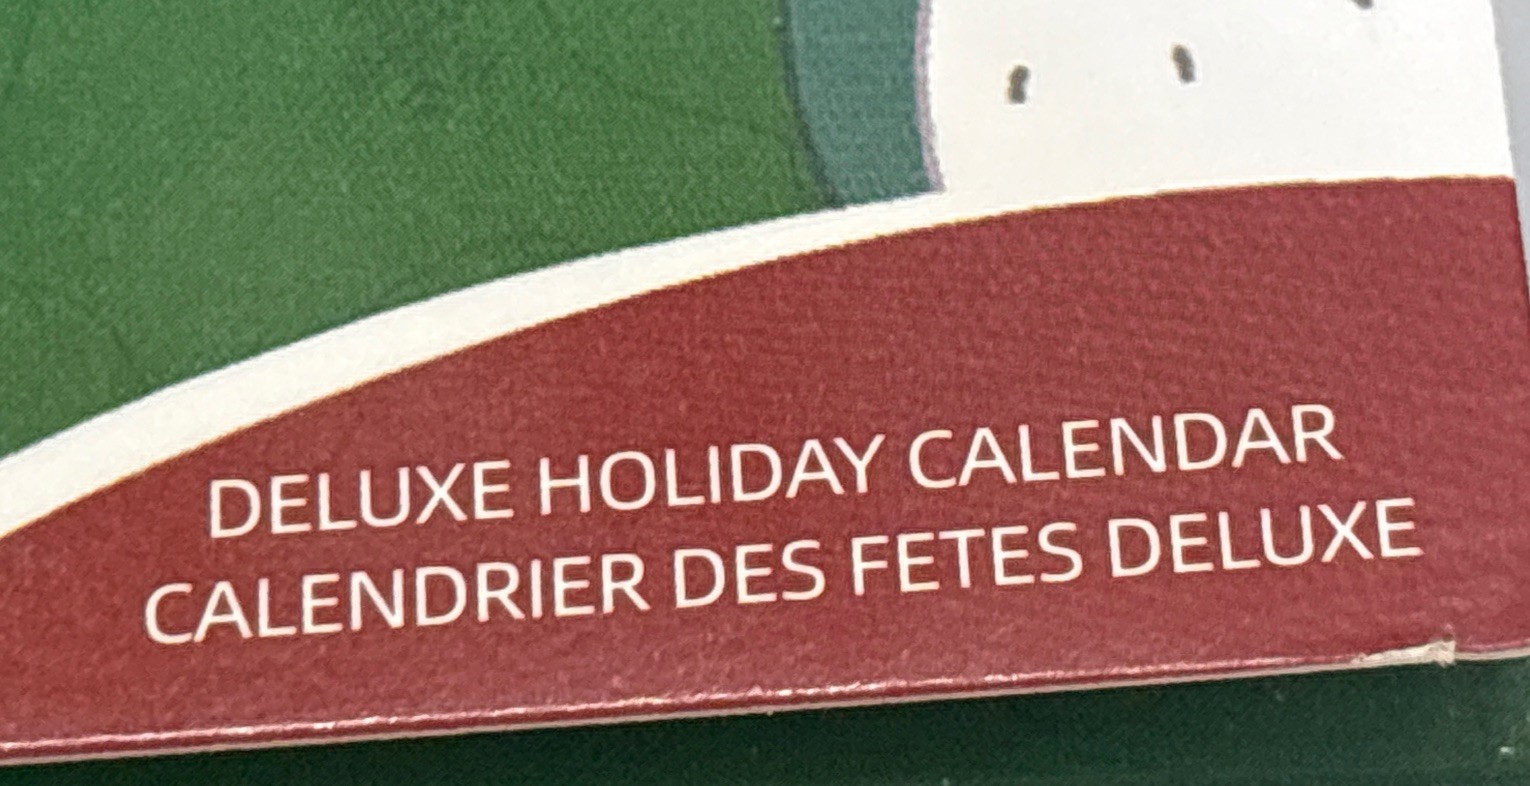 DELUXE HOLIDAY CALENDAR
CALENDRIER DES FETES DELUXE